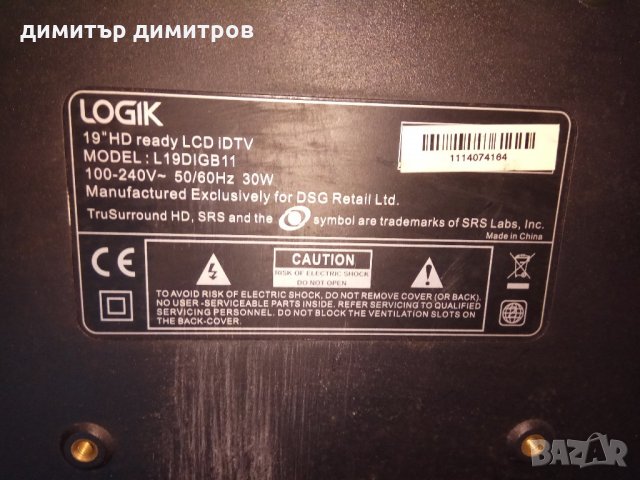 димитър димитров
LOGIK
19"HD ready LCD iDTV
MODEL: L19DIGB11
100-240V~ 50/60Hz 30W
Manufactured Exclusively for DSG Retail Ltd.
TruSurround HD, SRS and the symbol are trademarks of SRS Labs, Inc.
Made in China
1114074164
CE
CAUTION
RISK OF ELECTRIC SHOCK
DO NOT OPEN
TO AVOID RISK OF ELECTRIC SHOCK, DO NOT REMOVE COVER (OR BACK).
NO USER-SERVICEABLE PARTS INSIDE. REFER SERVICING TO QUALIFIED
SERVICING PERSONNEL. DO NOT BLOCK THE VENTILATION SLOTS ON
THE BACK-COVER.
BAZAR